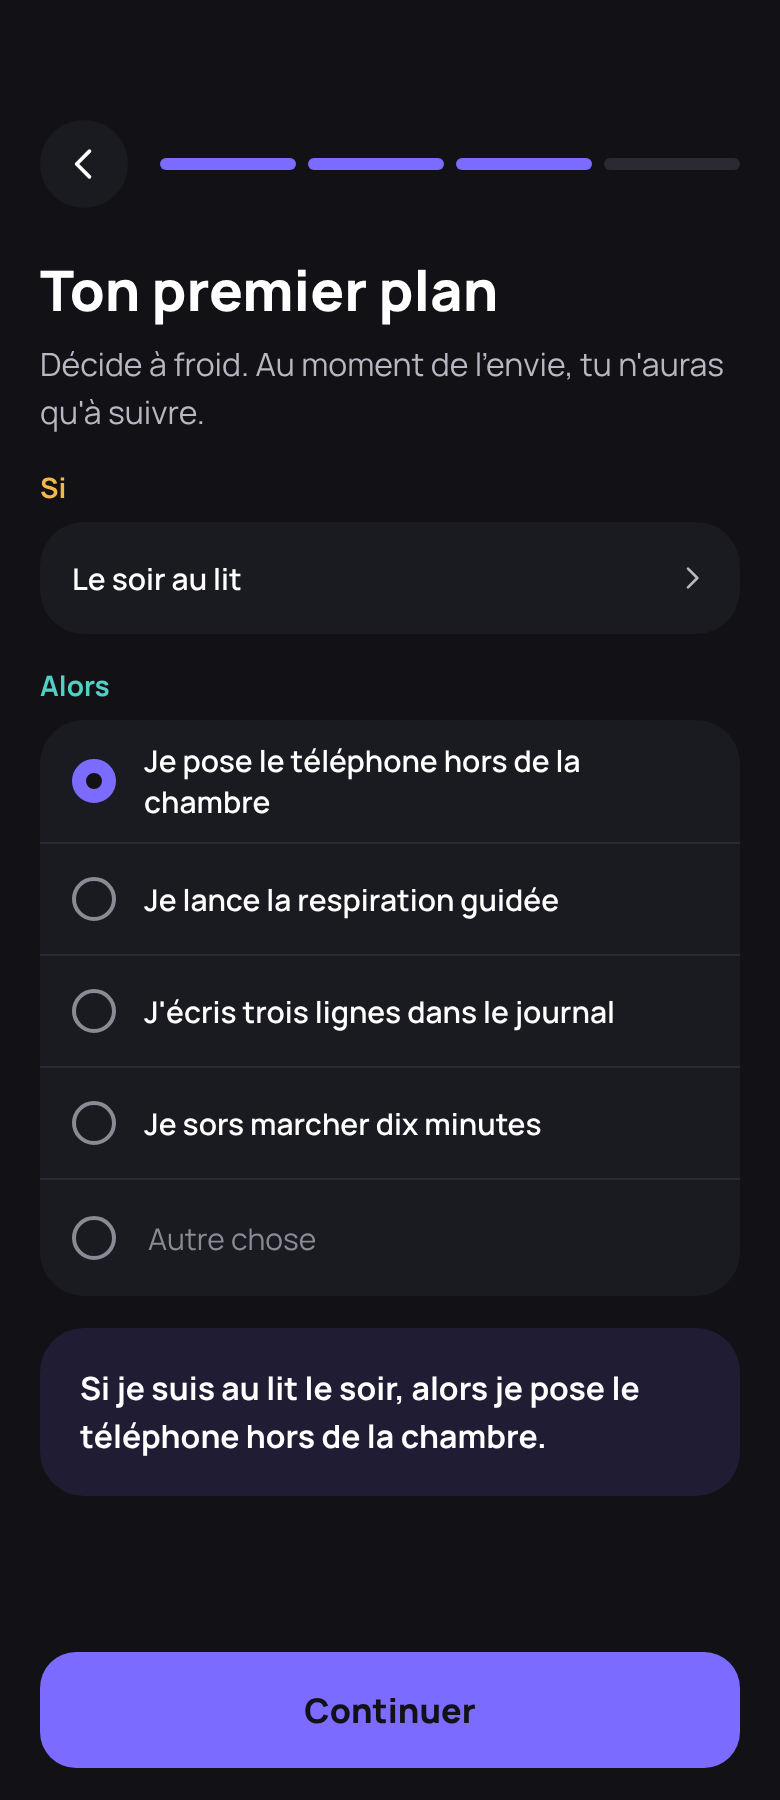 Ton premier plan
Décide à froid. Au moment de l’envie, tu n'auras
qu'à suivre.
Si
Le soir au lit
Alors
Je pose le téléphone hors de la
chambre
Je lance la respiration guidée
J'écris trois lignes dans le journal
Je sors marcher dix minutes
Autre chose
Si je suis au lit le soir, alors je pose le
téléphone hors de la chambre.
Continuer